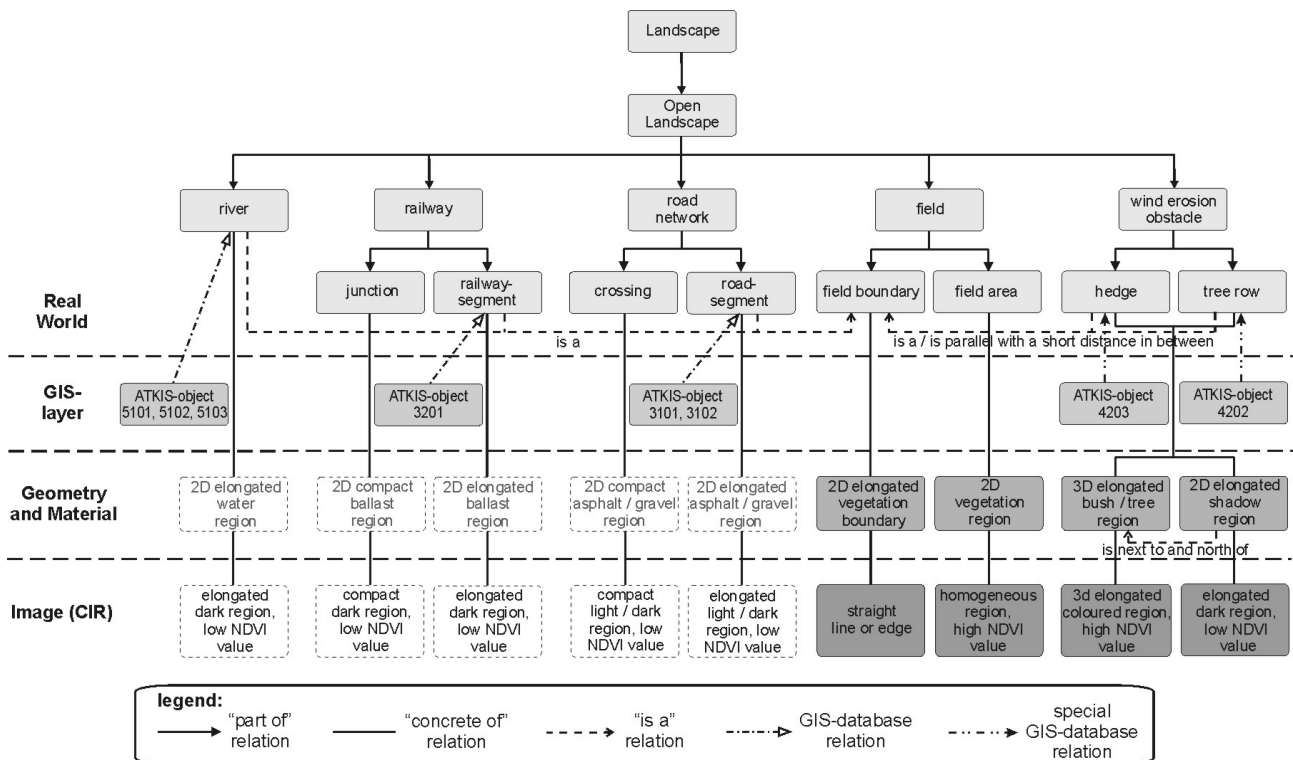 Landscape
Open
Landscape
river
railway
road
network
field
wind erosion
obstacle
Real
World
junction
railway-
segment
crossing
road-
segment
field boundary
field area
hedge
tree row
is a
is a / is parallel with a short distance in between
GIS-
layer
ATKIS-object
5101, 5102, 5103
ATKIS-object
3201
ATKIS-object
3101, 3102
ATKIS-object
4203
ATKIS-object
4202
Geometry
and Material
2D elongated
water
region
2D compact
ballast
region
2D elongated
ballast
region
2D compact
asphalt / gravel
region
2D elongated
asphalt / gravel
region
2D elongated
vegetation
boundary
2D
vegetation
region
3D elongated
bush / tree
region
2D elongated
shadow
region
is next to and north of
Image (CIR)
elongated
dark region,
low NDVI
value
compact
dark region,
low NDVI
value
elongated
dark region,
low NDVI
value
compact
light / dark
region, low
NDVI value
elongated
light / dark
region, low
NDVI value
straight
line or edge
homogeneous
region,
high NDVI
value
3d elongated
coloured region,
high NDVI
value
elongated
dark region,
low NDVI
value
legend:
"part of"
relation
"concrete of"
relation
"is a"
relation
GIS-database
relation
special
GIS-database
relation